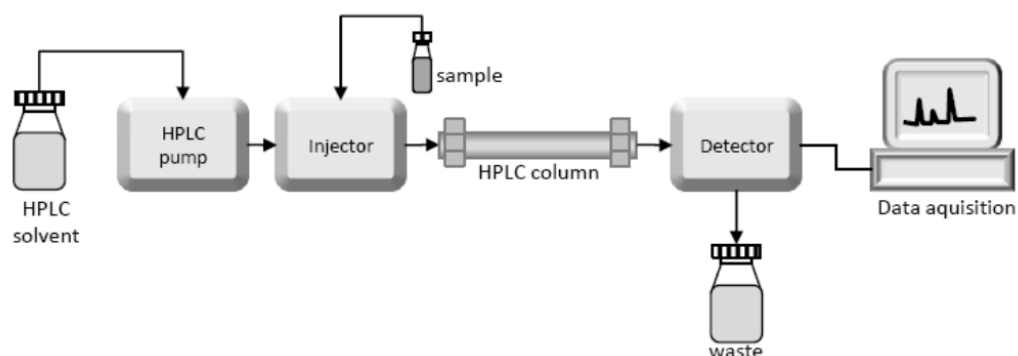 HPLC
solvent
HPLC
pump
sample
Injector
HPLC column
Detector
waste
Data aquisition